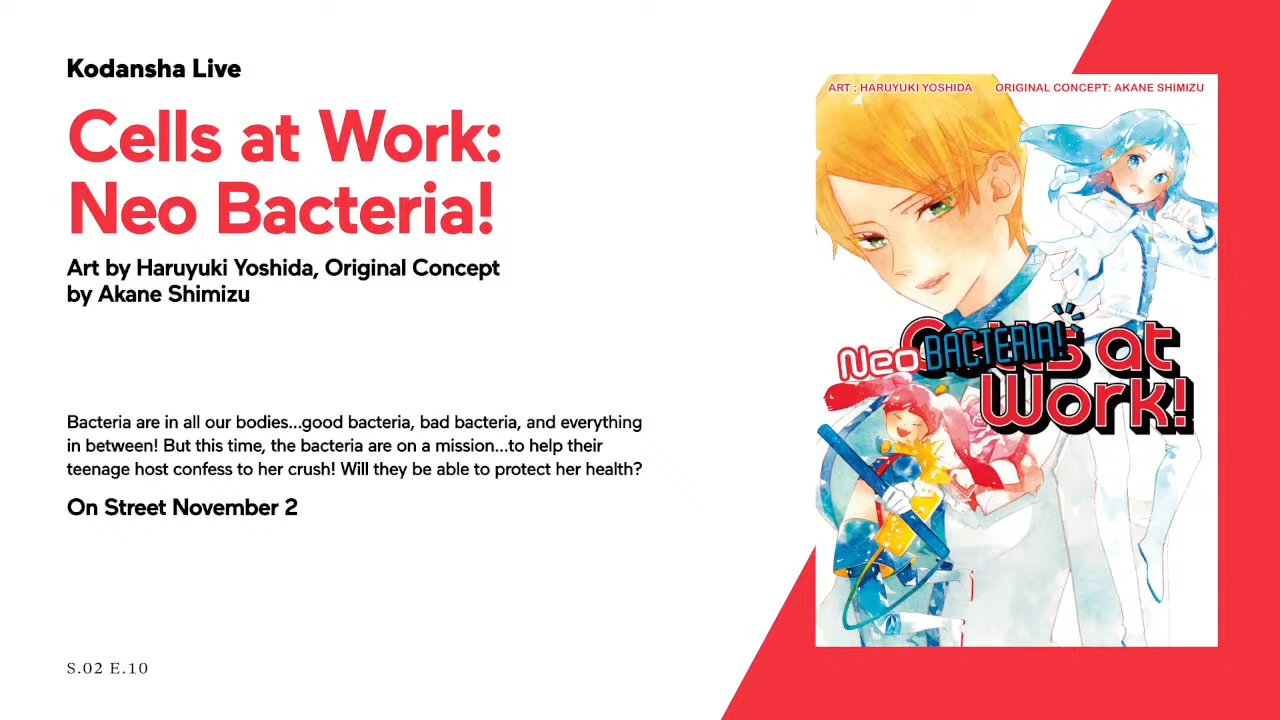 Kodansha Live
Cells at Work:
Neo Bacteria!
Art by Haruyuki Yoshida, Original Concept
by Akane Shimizu
Bacteria are in all our bodies...good bacteria, bad bacteria, and everything
in between! But this time, the bacteria are on a mission...to help their
teenage host confess to her crush! Will they be able to protect her health?
On Street November 2
S.02 E.10
ART : HARUYUKI YOSHIDA
ORIGINAL CONCEPT: AKANE SHIMIZU
Cells at
Neo BACTERIA!
Work!